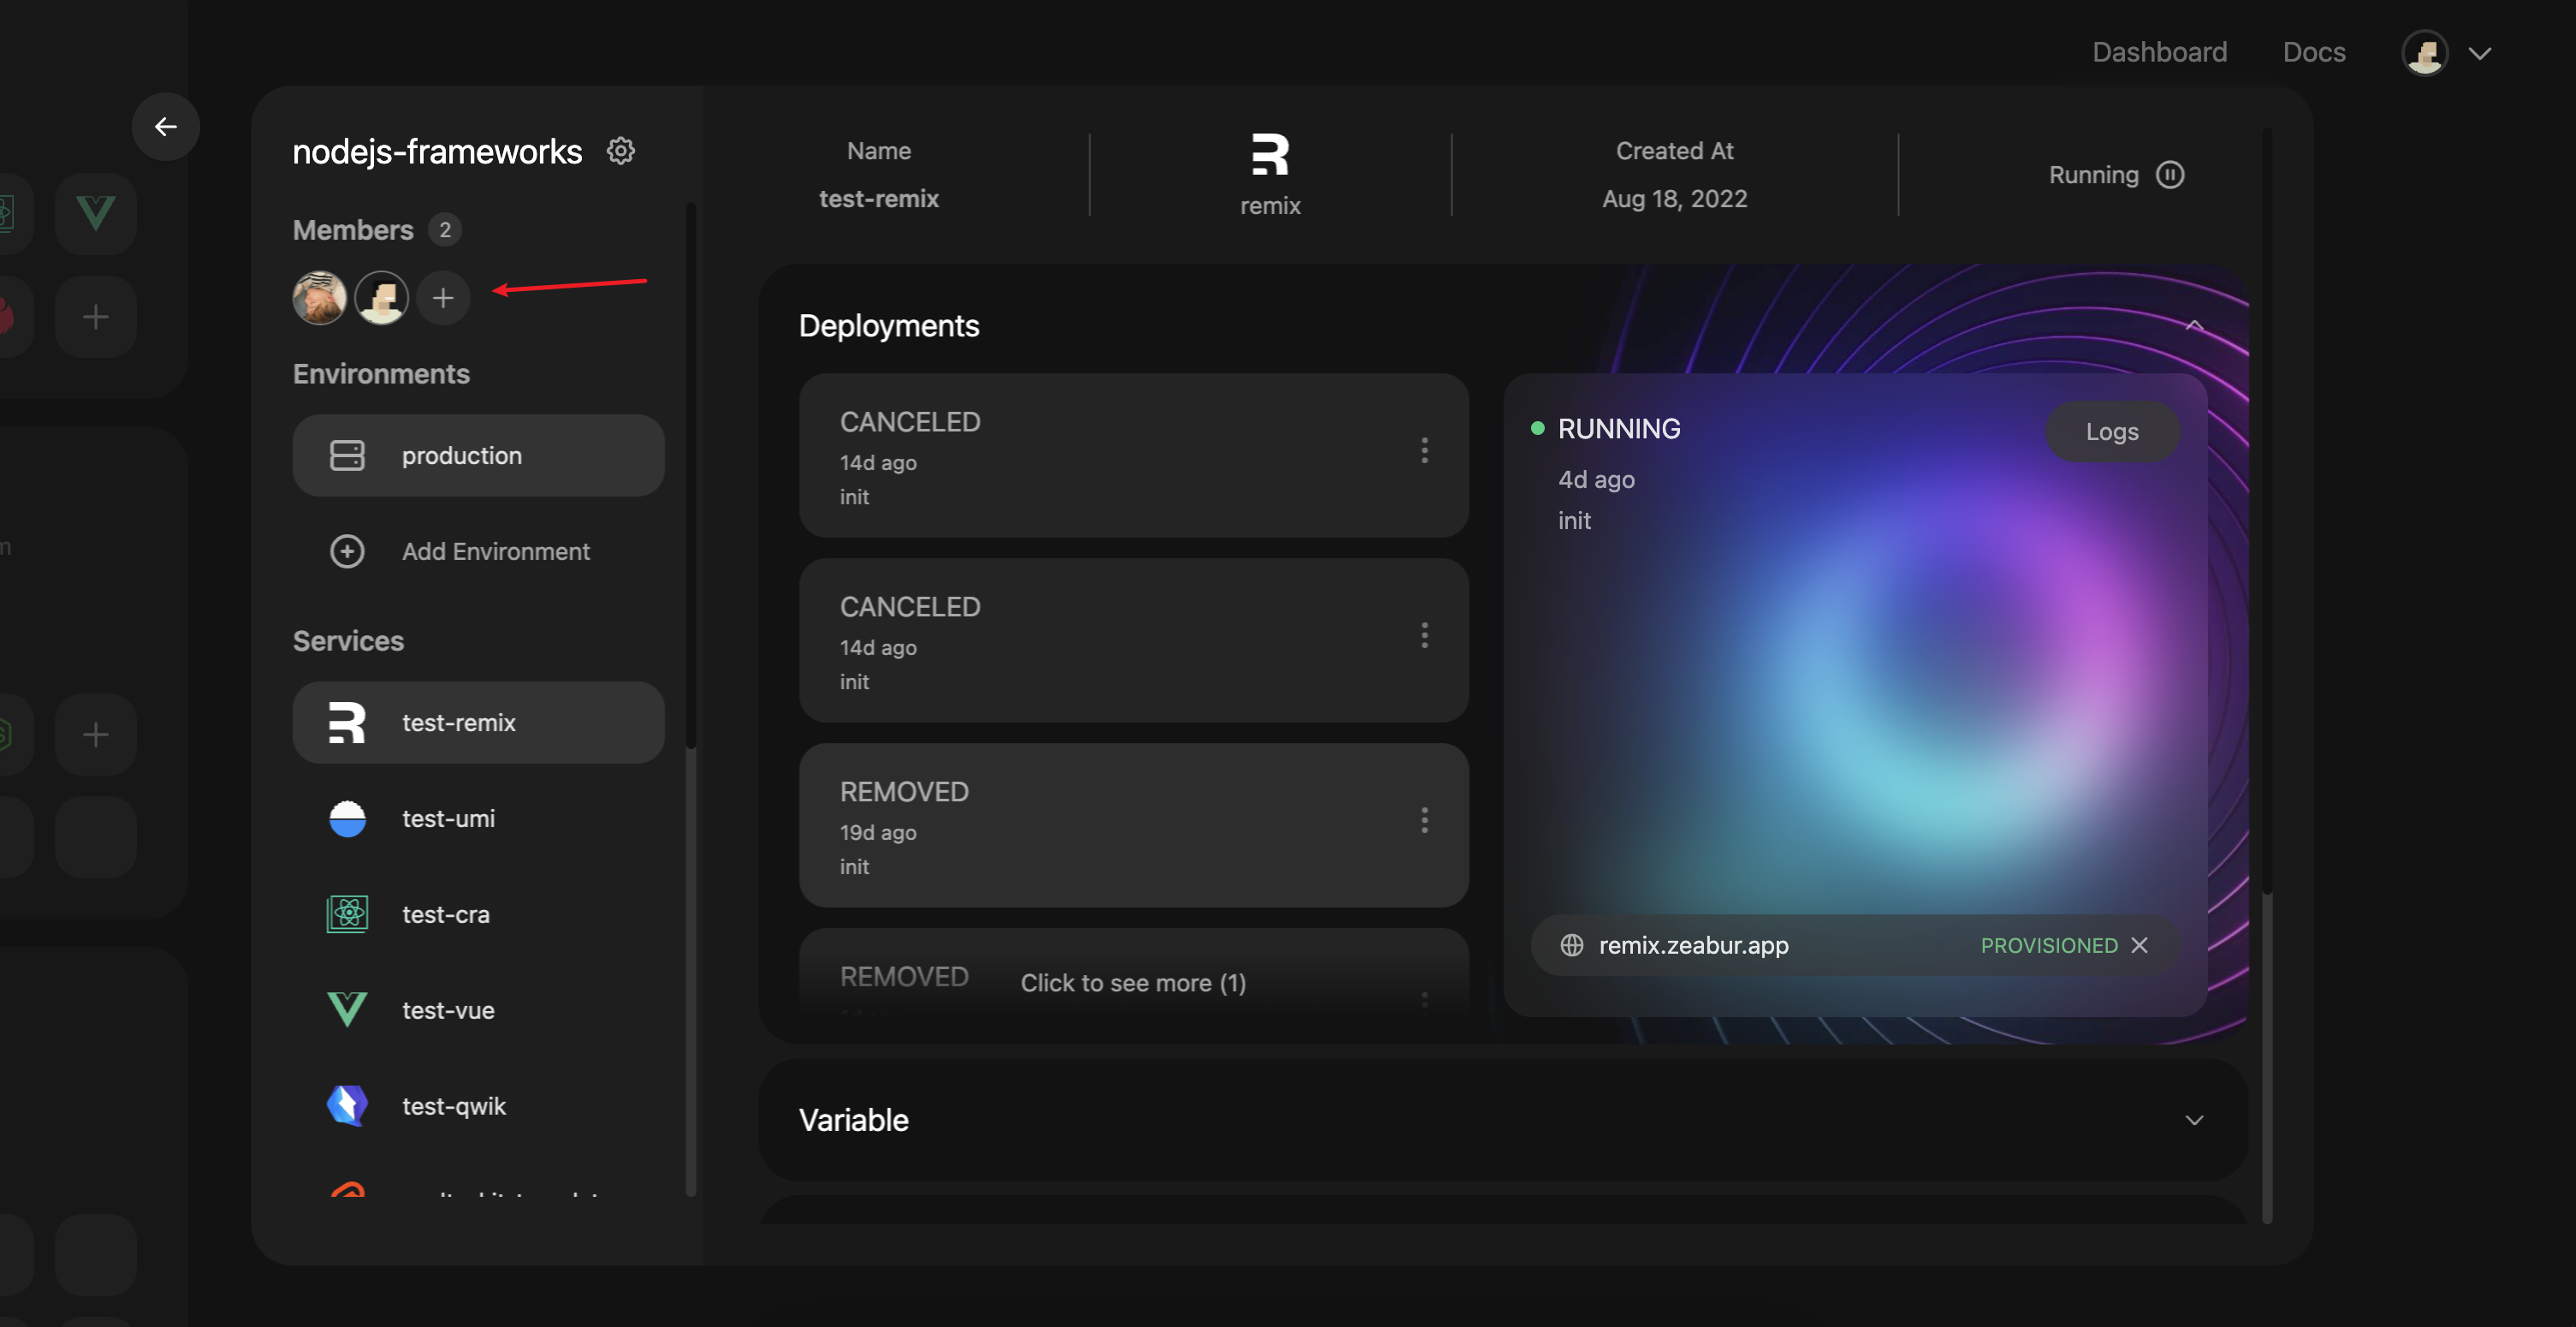 Dashboard
Docs
nodejs-frameworks
Members 2
Environments
production
Add Environment
Services
test-remix
test-umi
test-cra
test-vue
test-qwik
Name
test-remix
remix
Created At
Aug 18, 2022
Running
Deployments
CANCELED
14d ago
init
CANCELED
14d ago
init
REMOVED
19d ago
init
REMOVED
Click to see more (1)
RUNNING
Logs
4d ago
init
remix.zeabur.app
PROVISIONED
Variable